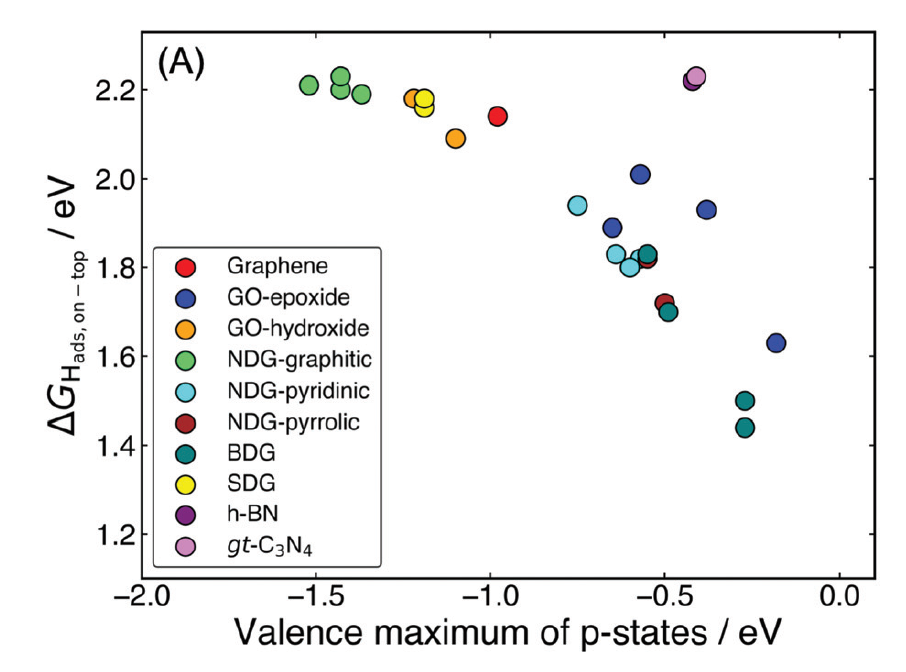 (A)
2.2
2.0
1.8
1.6
1.4
1.2
ΔG_{H_{ads, on−top}} / eV
Graphene
GO-epoxide
GO-hydroxide
NDG-graphitic
NDG-pyridinic
NDG-pyrrolic
BDG
SDG
h-BN
gt-C₃N₄
−2.0 −1.5 −1.0 −0.5 0.0
Valence maximum of p-states / eV